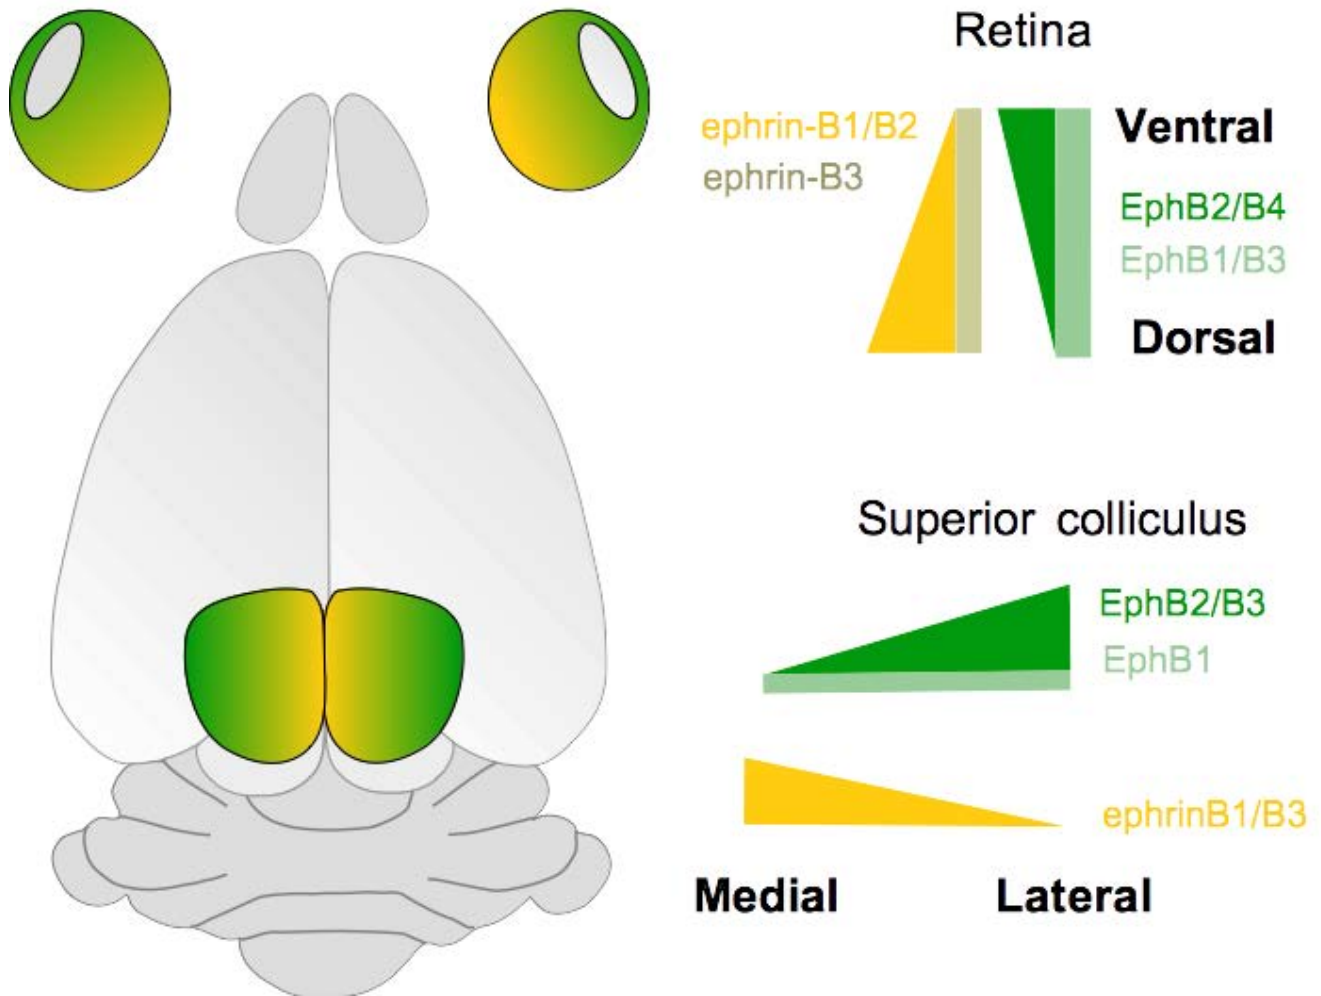 Retina
ephrin-B1/B2
ephrin-B3
Ventral
EphB2/B4
EphB1/B3
Dorsal
Superior colliculus
EphB2/B3
EphB1
ephrinB1/B3
Medial
Lateral